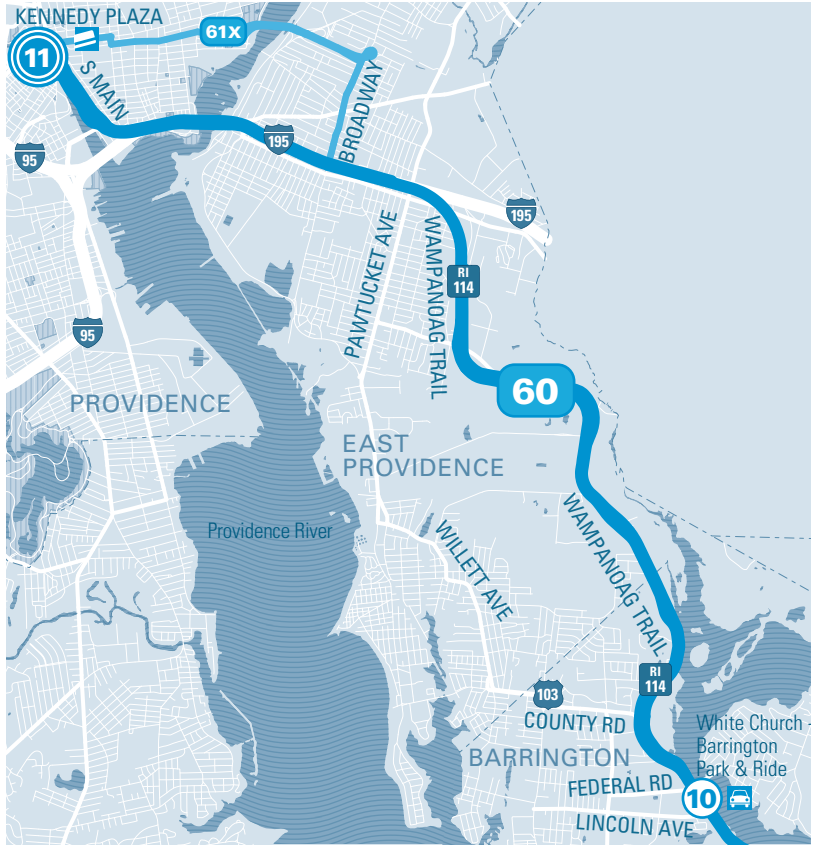 KENNEDY PLAZA
61X
11
S MAIN
BROADWAY
195
95
195
PAWTUCKET AVE
WAMPANOAG TRAIL
RI
114
95
60
PROVIDENCE
EAST
PROVIDENCE
Providence River
WILLETT AVE
WAMPANOAG TRAIL
RI
114
103
COUNTY RD
White Church -
Barrington
Park & Ride
BARRINGTON
FEDERAL RD
10
LINCOLN AVE